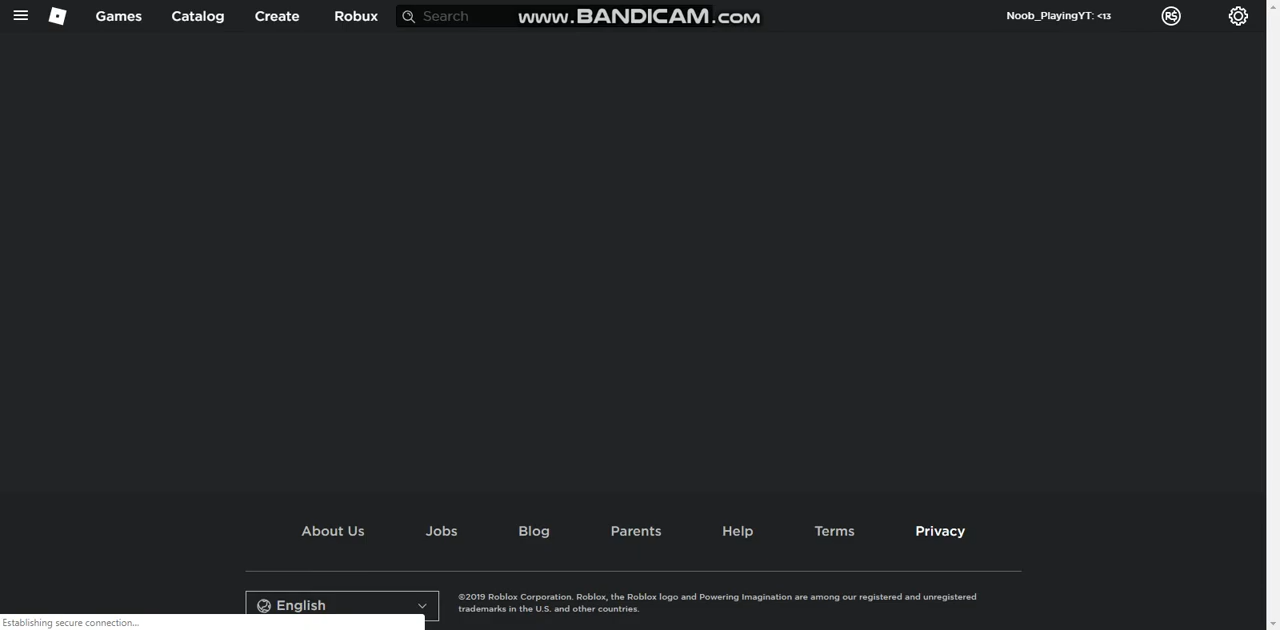 Games Catalog Create Robux Search www.BANDICAM.com Noob_PlayingYT: <13
About Us Jobs Blog Parents Help Terms Privacy
English
©2019 Roblox Corporation. Roblox, the Roblox logo and Powering Imagination are among our registered and unregistered
trademarks in the U.S. and other countries.
Establishing secure connection...